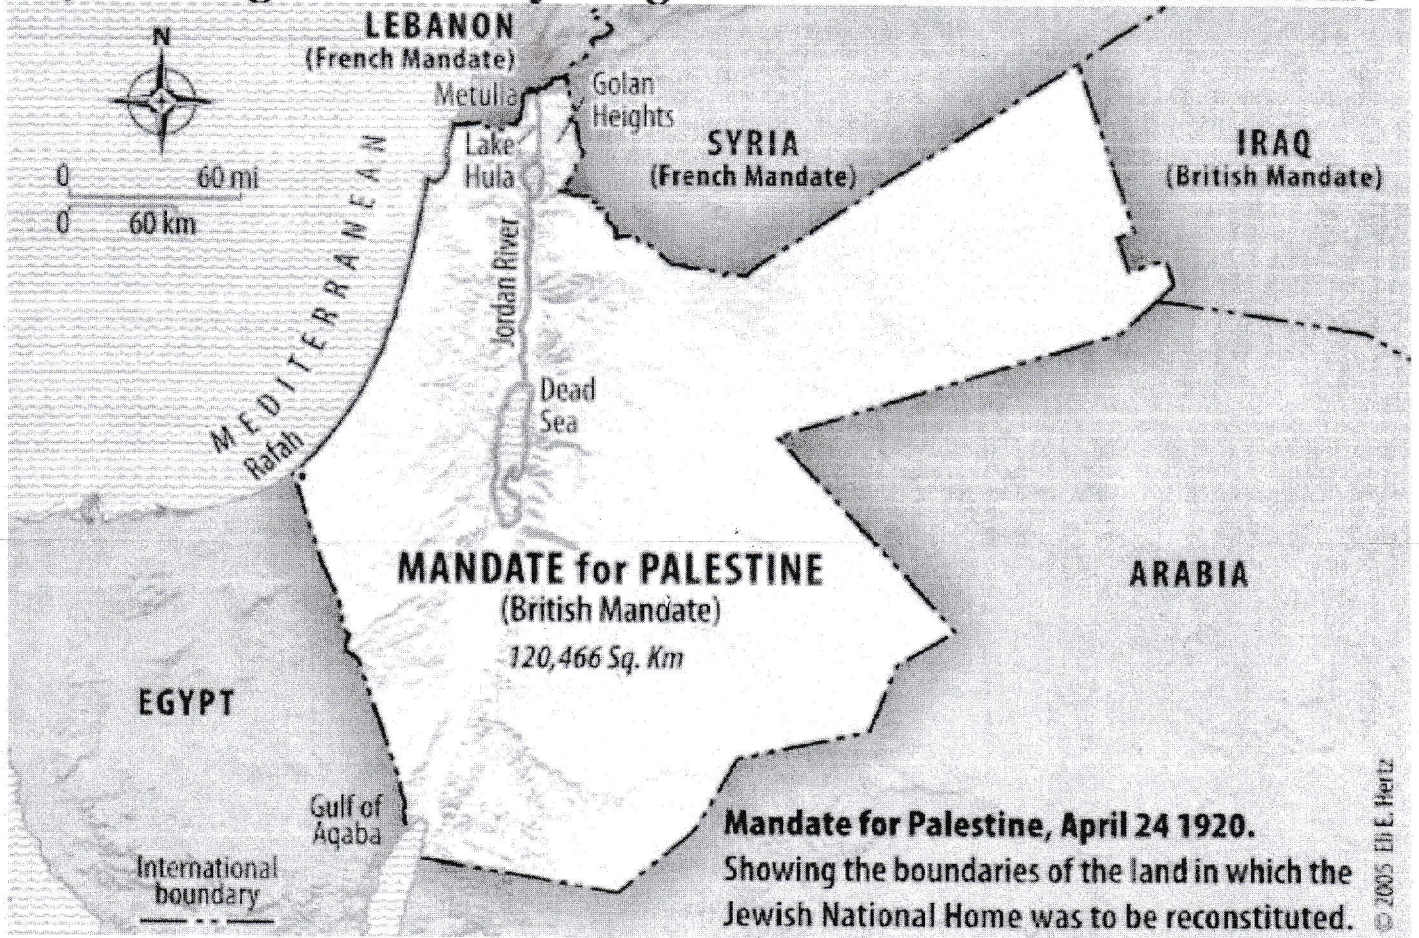 LEBANON
(French Mandate)
Metulla
Golan
Heights
N
Lake
Hula
SYRIA
(French Mandate)
IRAQ
(British Mandate)
0 60 mi
0 60 km
MEDITERRANEAN
Jordan River
Rafah
Dead
Sea
MANDATE for PALESTINE
(British Mandate)
120,466 Sq. Km
ARABIA
EGYPT
Gulf of
Aqaba
International
boundary
Mandate for Palestine, April 24 1920.
Showing the boundaries of the land in which the
Jewish National Home was to be reconstituted.
© 2005 Eli E. Hertz